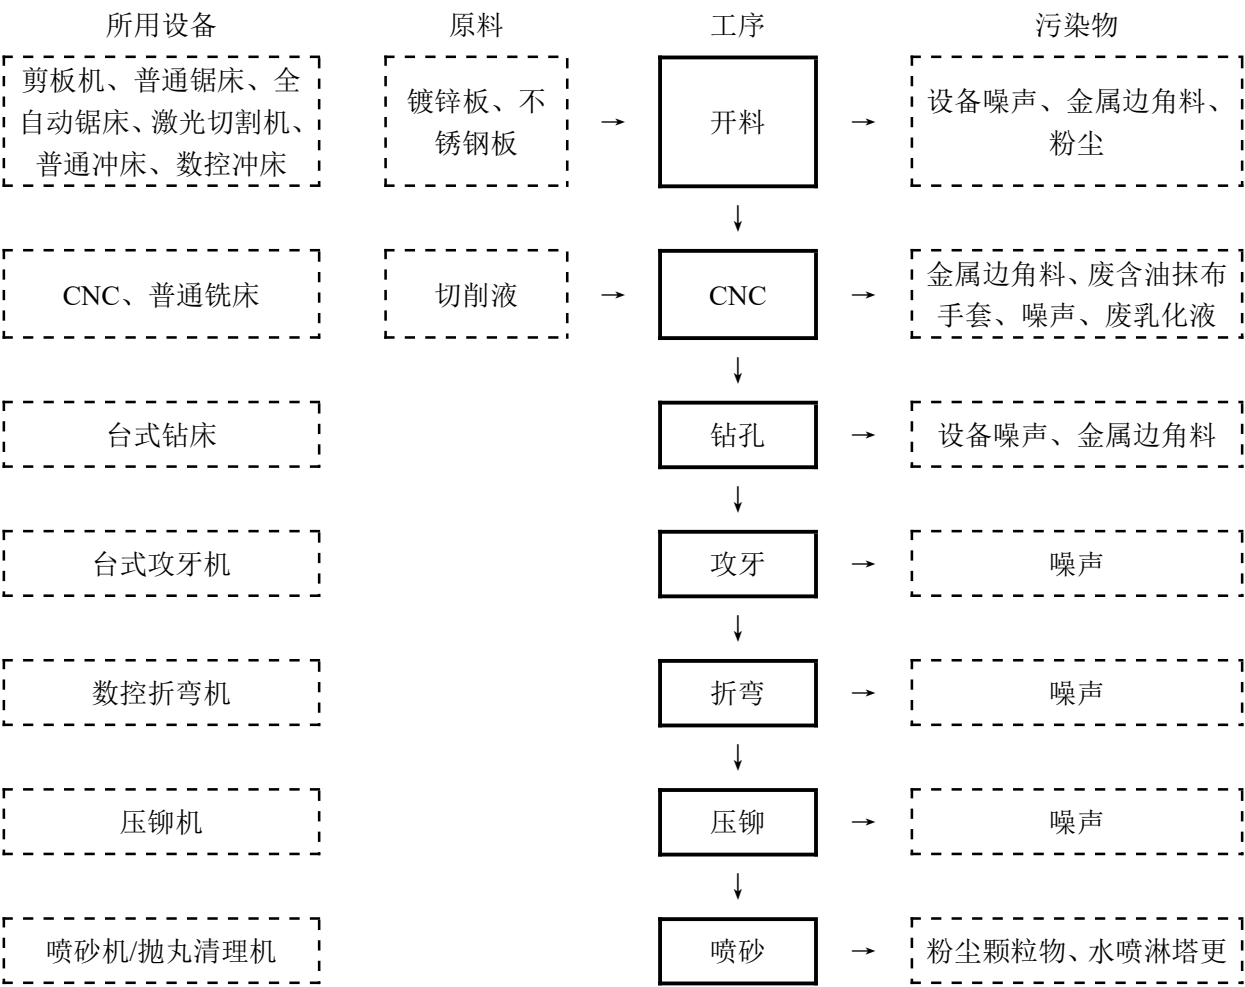 所用设备 原料 工序 污染物
剪板机、普通锯床、全
自动锯床、激光切割机、
普通冲床、数控冲床
镀锌板、不
锈钢板
→
开料
→
设备噪声、金属边角料、
粉尘
↓
CNC、普通铣床
切削液
→
CNC
→
金属边角料、废含油抹布
手套、噪声、废乳化液
↓
台式钻床
钻孔
→
设备噪声、金属边角料
↓
台式攻牙机
攻牙
→
噪声
↓
数控折弯机
折弯
→
噪声
↓
压铆机
压铆
→
噪声
↓
喷砂机/抛丸清理机
喷砂
→
粉尘颗粒物、水喷淋塔更